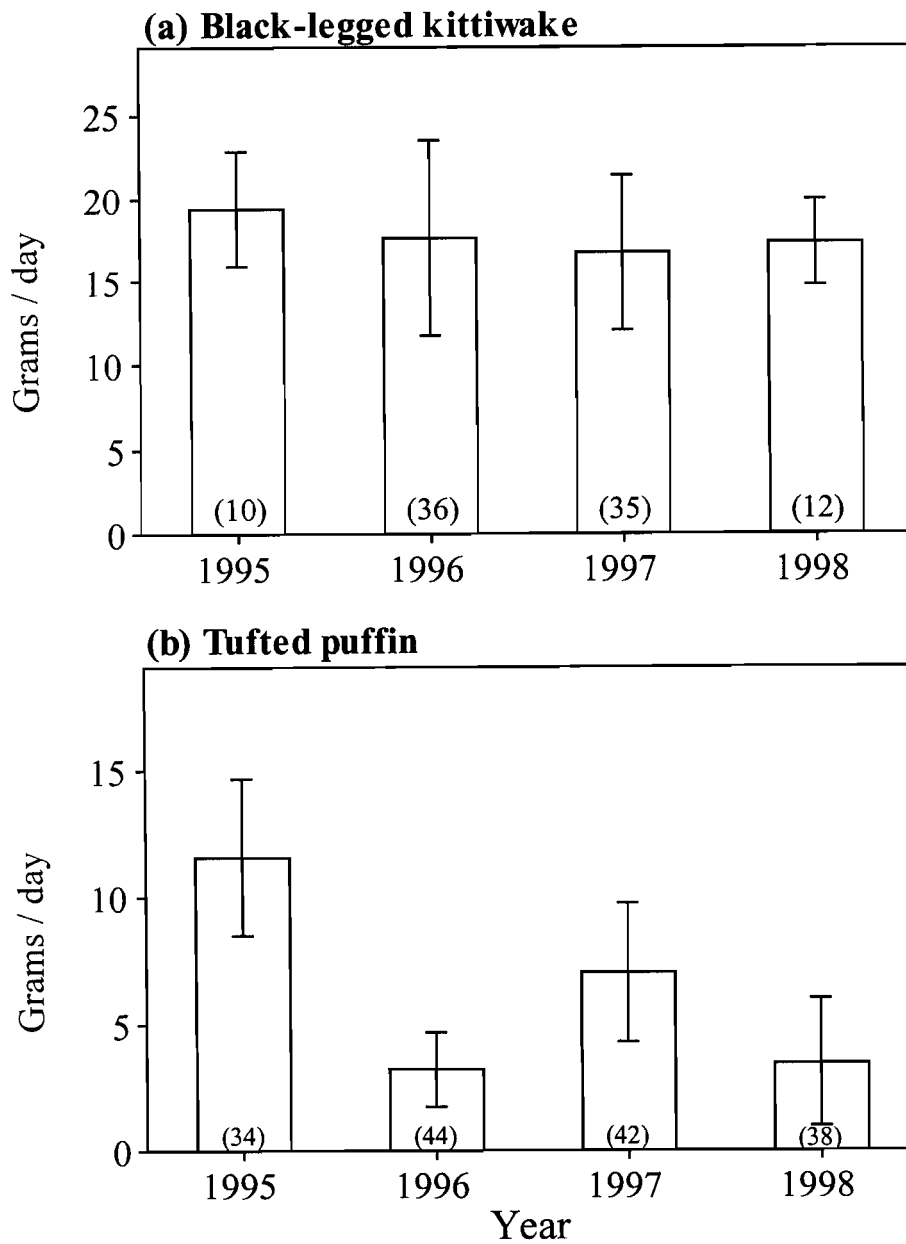 (a) Black-legged kittiwake
Grams / day
25
20
15
10
5
0
(10) (36) (35) (12)
1995 1996 1997 1998
(b) Tufted puffin
Grams / day
15
10
5
0
(34) (44) (42) (38)
1995 1996 1997 1998
Year